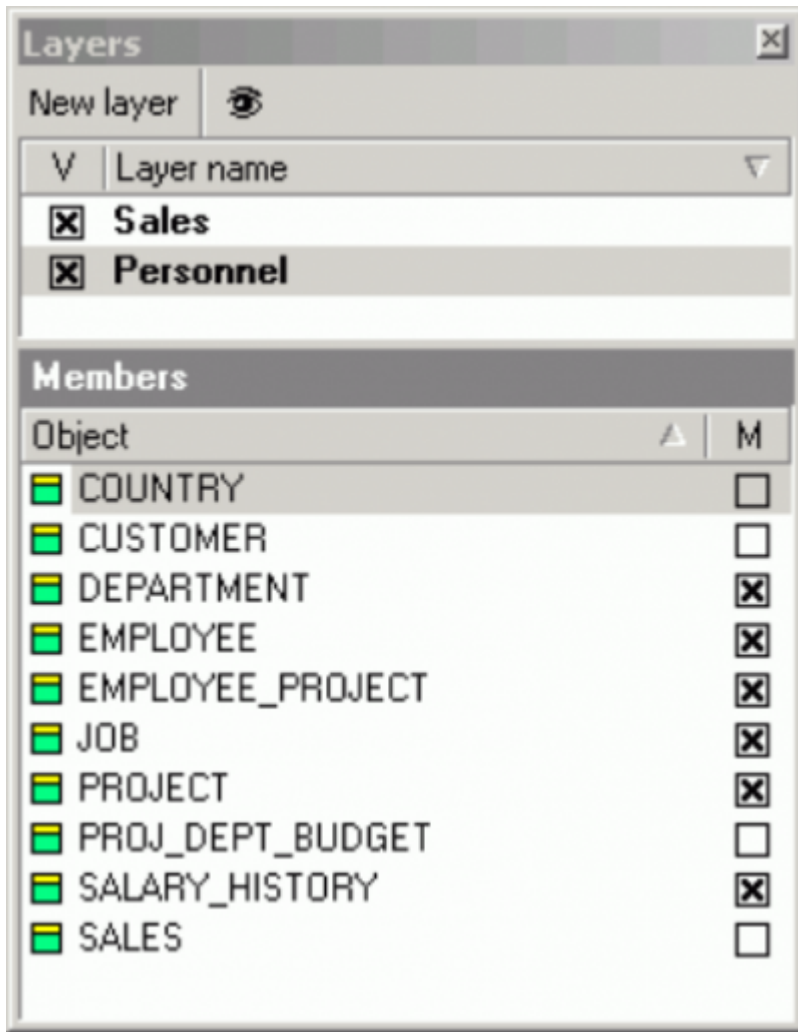 Layers
New layer
V Layer name
Sales
Personnel
Members
Object M
COUNTRY
CUSTOMER
DEPARTMENT
EMPLOYEE
EMPLOYEE_PROJECT
JOB
PROJECT
PROJ_DEPT_BUDGET
SALARY_HISTORY
SALES